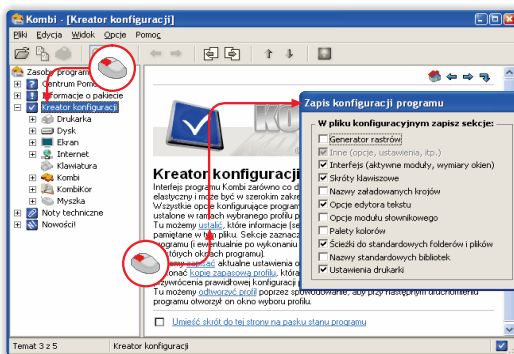 Kombi - [Kreator konfiguracji]
Pliki Edycja Widok Opcje Pomoc
Zasoby
Centrum Pomo
Informacje o pakiecie
Kreator konfiguracji
Drukarka
Dysk
Ekran
Internet
Klawiatura
Kombi
KombiKor
Myszka
Noty techniczne
Nowości!
KO
Kreator konfiguracji
Interfejs programu Kombi zarówno co d
elastyczny i może być w szerokim zakre
Wszystkie opcje konfigurujące program
ustalone w ramach wybranego profilu p
Tu możemy ustalić, które informacje (se
pamiętane w tym pliku. Sekcje zaznacz
programu (i ewentualnie po wykonaniu
których okrach programu).
zapisać aktualne ustawienia o
konać kopię zapasową profilu, która
przywrócenia prawidłowej konfiguracji p
Tu możemy odtworzyć profil poprzez spowodowanie, aby przy następnym uruchomieniu
programu otworzył on okno wyboru profilu.
Umieść skrót do tej strony na pasku stanu programu
Zapis konfiguracji programu
W pliku konfiguracyjnym zapisz sekcje:
Generator rastrów
Inne (opcje, ustawienia, itp.)
Interfejs (aktywne moduły, wymiary okien)
Skróty klawiszowe
Nazwy załadowanych krojów
Opcje edytora tekstu
Opcje modułu słownikowego
Palety kolorów
Ścieżki do standardowych folderów i plików
Nazwy standardowych bibliotek
Ustawienia drukarki
Temat 3 z 5 Kreator konfiguracji